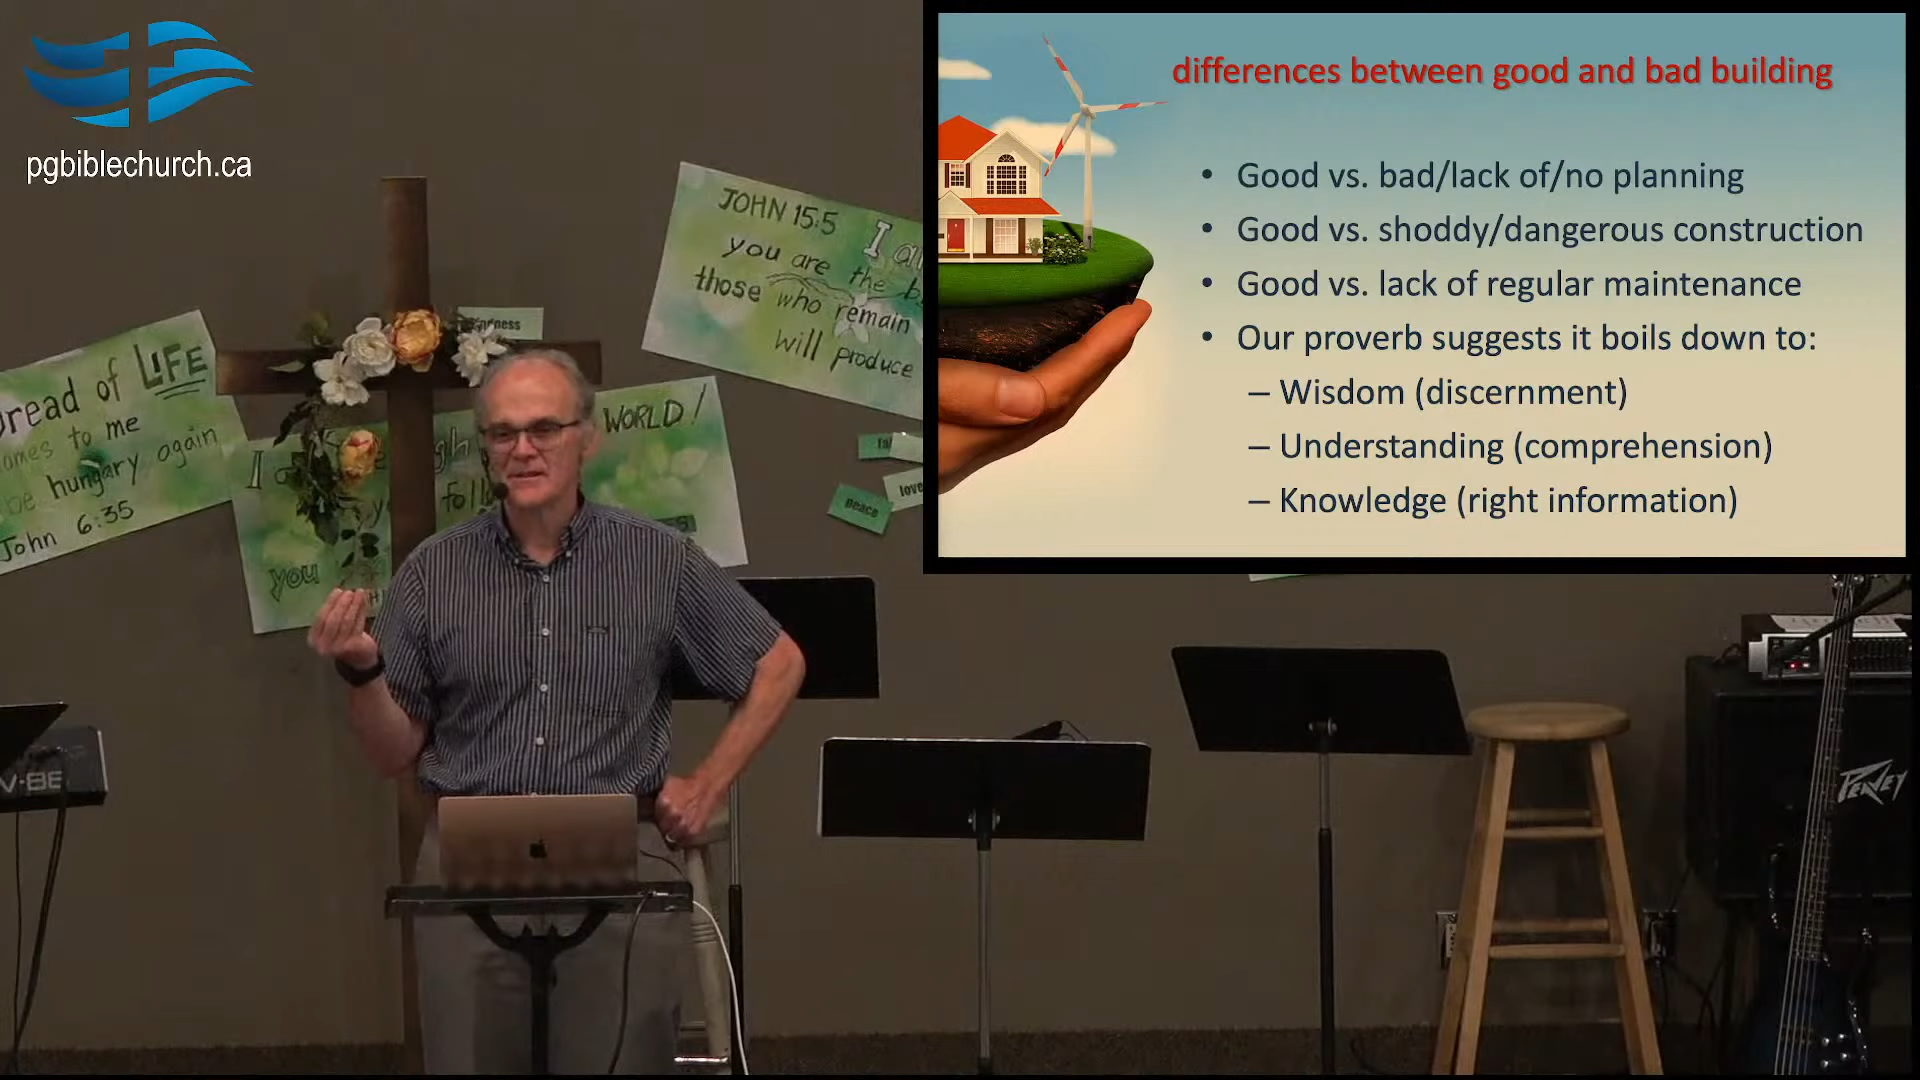 pgbiblechurch.ca
differences between good and bad building
• Good vs. bad/lack of/no planning
• Good vs. shoddy/dangerous construction
• Good vs. lack of regular maintenance
• Our proverb suggests it boils down to:
– Wisdom (discernment)
– Understanding (comprehension)
– Knowledge (right information)
JOHN 15:5 I
you are the
those who remain
will produce
of LIFE
to me
be hungry again
John 6:35
I
you
WORLD!
peace
love
PEAVEY